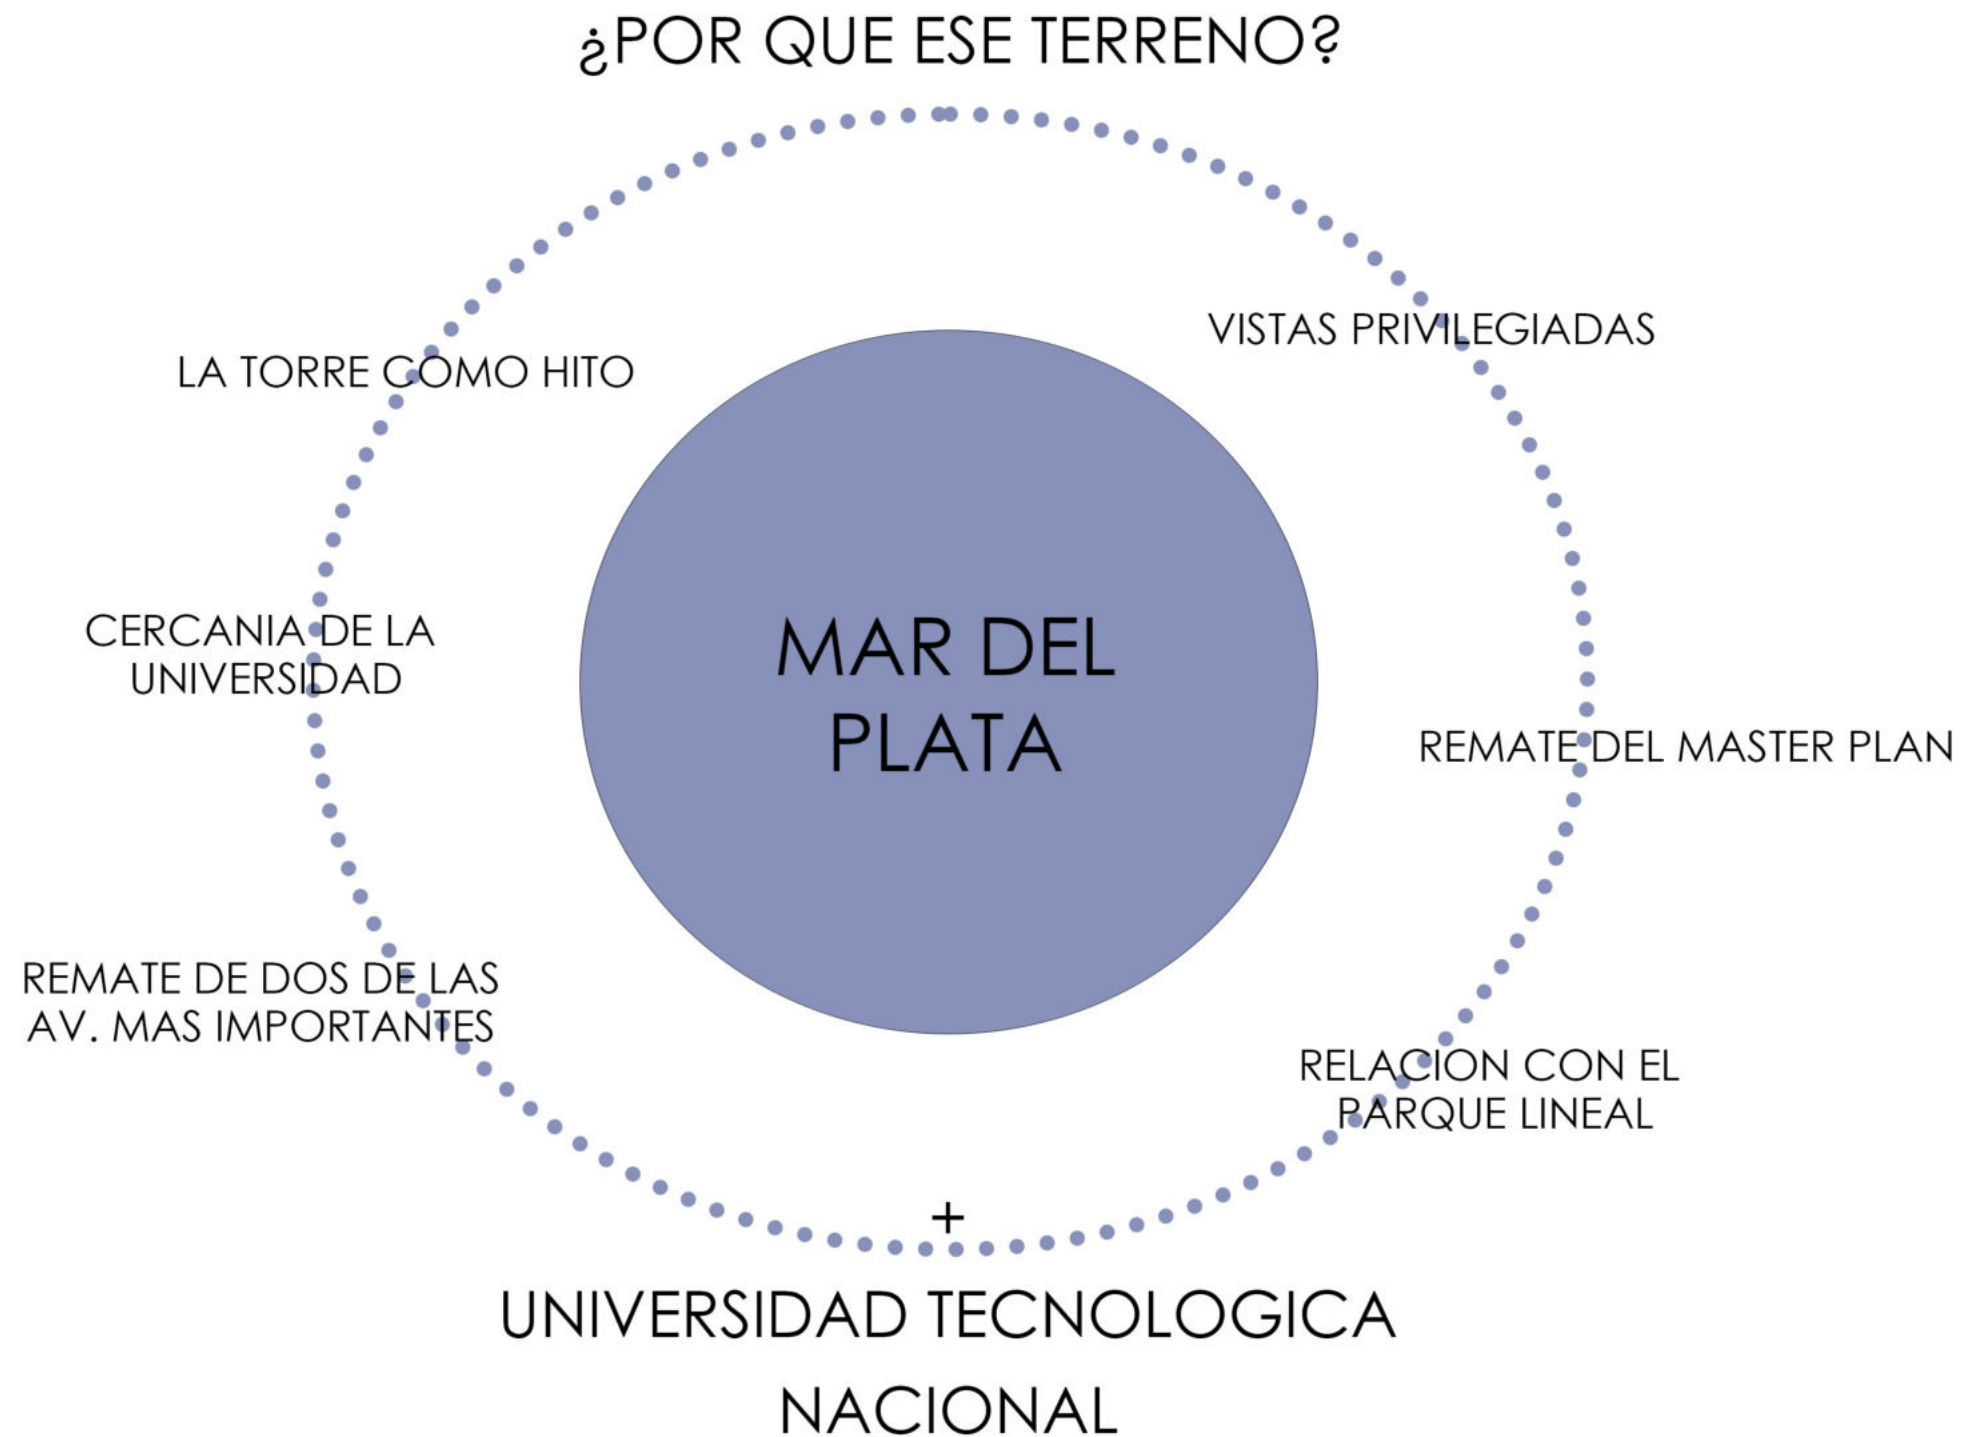 ¿POR QUE ESE TERRENO?
VISTAS PRIVILEGIADAS
LA TORRE COMO HITO
CERCANIA DE LA
UNIVERSIDAD
MAR DEL
PLATA
REMATE DEL MASTER PLAN
REMATE DE DOS DE LAS
AV. MAS IMPORTANTES
RELACION CON EL
PARQUE LINEAL
+
UNIVERSIDAD TECNOLOGICA
NACIONAL